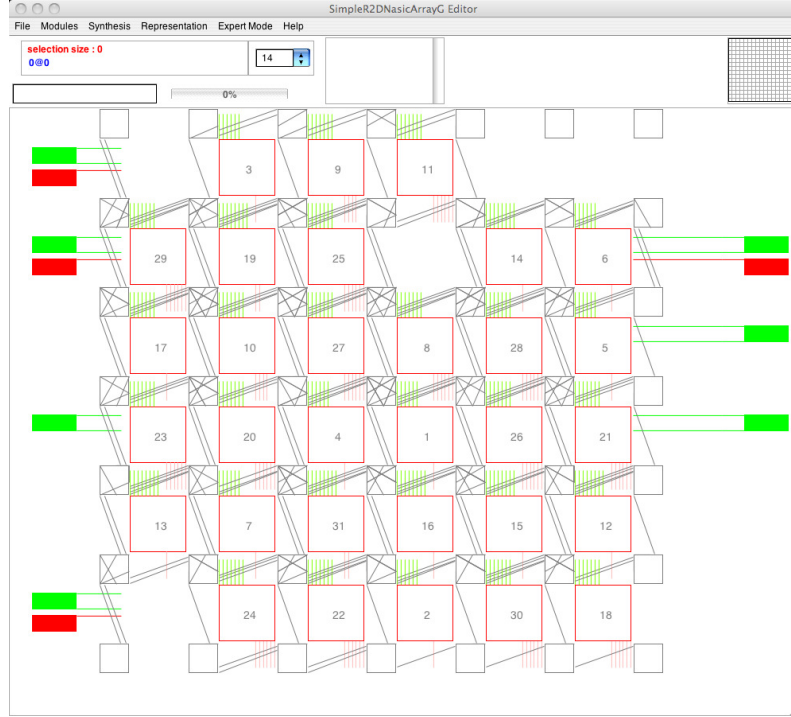 SimpleR2DNasicArrayG Editor
File Modules Synthesis Representation Expert Mode Help
selection size : 0
0@0
14
0%
3 9 11
29 19 25 14 6
17 10 27 8 28 5
23 20 4 1 26 21
13 7 31 16 15 12
24 22 2 30 18